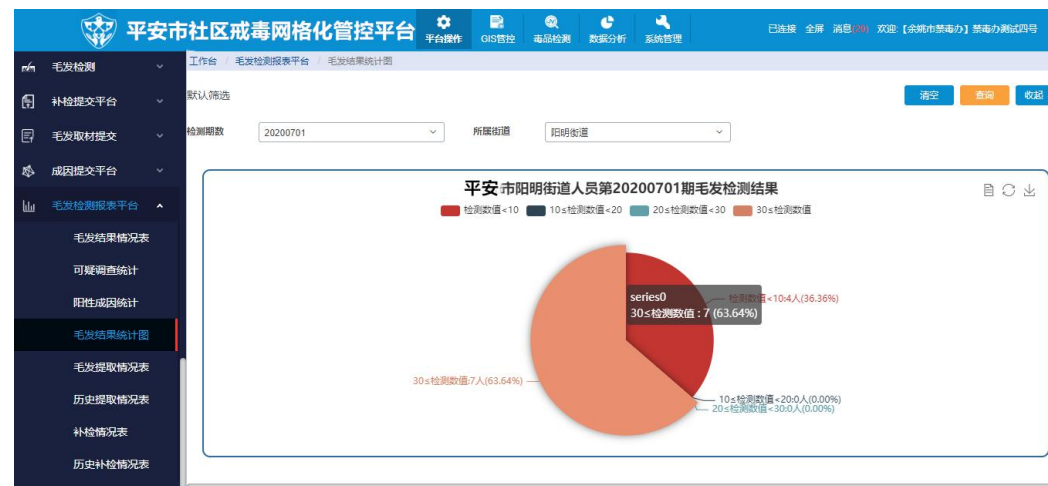 平安市社区戒毒网格化管控平台
平台操作 GIS管控 毒品检测 数据分析 系统管理
已连接 全屏 消息(29) 欢迎:【余姚市禁毒办】禁毒办测试四号
毛发检测
补检提交平台
毛发取材提交
成因提交平台
毛发检测报表平台
毛发结果情况表
可疑调查统计
阳性成因统计
毛发结果统计图
毛发提取情况表
历史提取情况表
补检情况表
历史补检情况表
工作台 / 毛发检测报表平台 / 毛发结果统计图
默认筛选
清空 查询 收起
检测期数 20200701 所属街道 阳明街道
平安市阳明街道人员第20200701期毛发检测结果
检测数值<10 10≤检测数值<20 20≤检测数值<30 30≤检测数值
series0
30≤检测数值 : 7 (63.64%)
检测数值<10:4人(36.36%)
30≤检测数值:7人(63.64%)
10≤检测数值<20:0人(0.00%)
20≤检测数值<30:0人(0.00%)